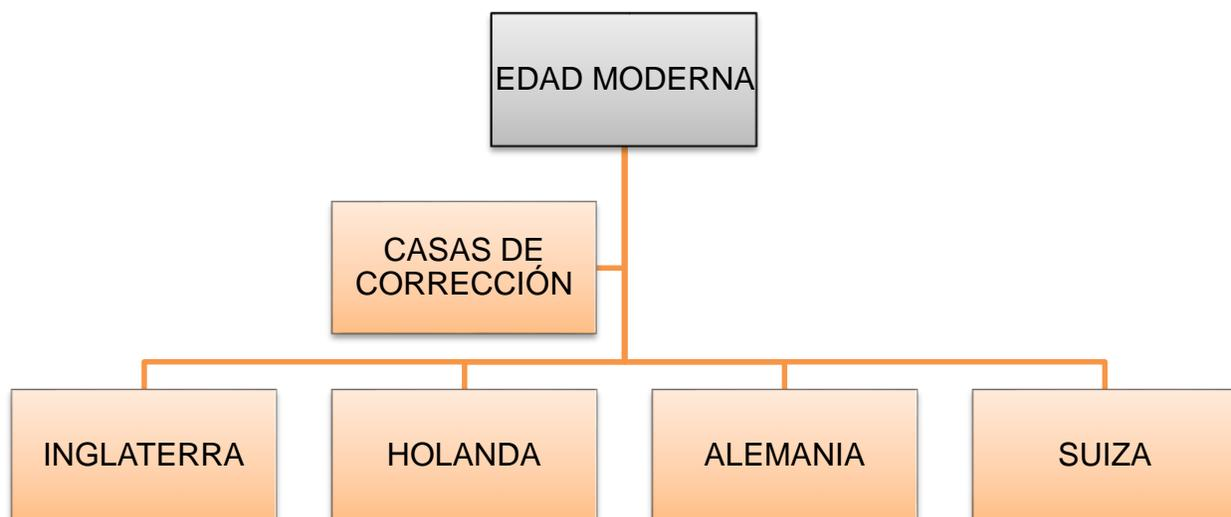 EDAD MODERNA
CASAS DE
CORRECCIÓN
INGLATERRA
HOLANDA
ALEMANIA
SUIZA